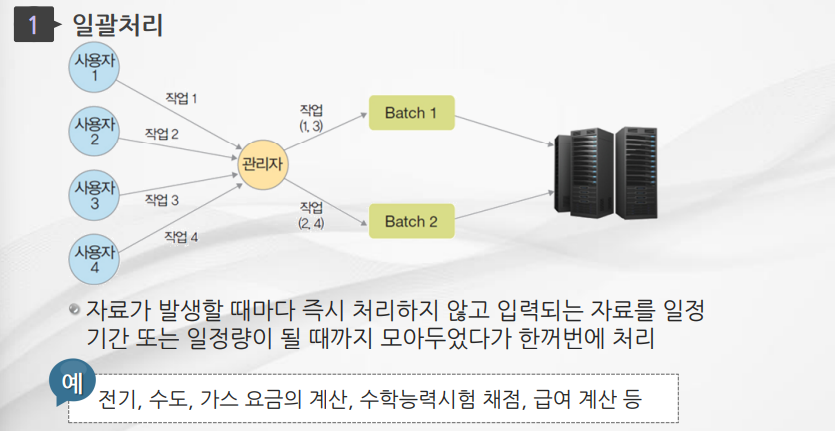 1 일괄처리
사용자
1
사용자
2
사용자
3
사용자
4
작업 1
작업 2
작업 3
작업 4
관리자
작업
(1, 3)
작업
(2, 4)
Batch 1
Batch 2
자료가 발생할 때마다 즉시 처리하지 않고 입력되는 자료를 일정
기간 또는 일정량이 될 때까지 모아두었다가 한꺼번에 처리
예
전기, 수도, 가스 요금의 계산, 수학능력시험 채점, 급여 계산 등